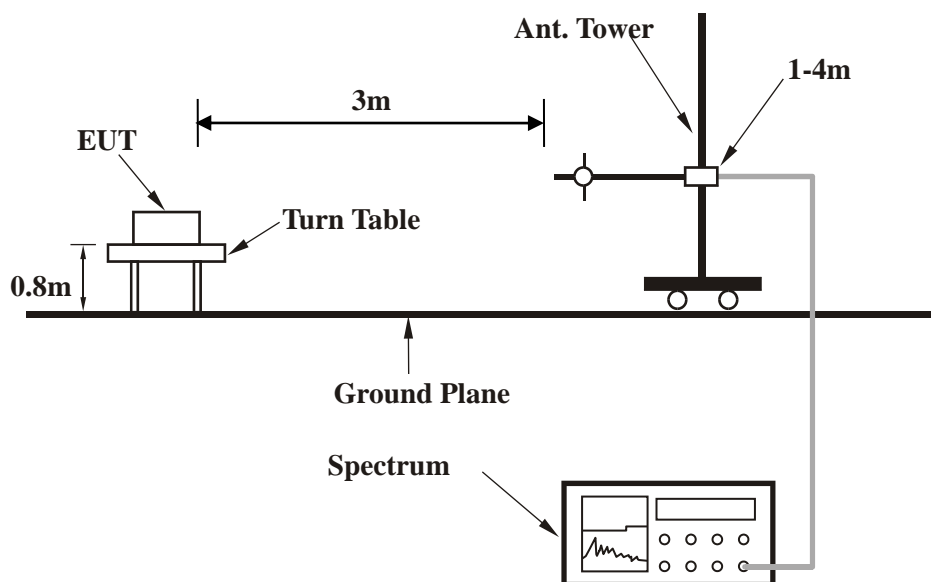 Ant. Tower
1-4m
3m
EUT
Turn Table
0.8m
Ground Plane
Spectrum